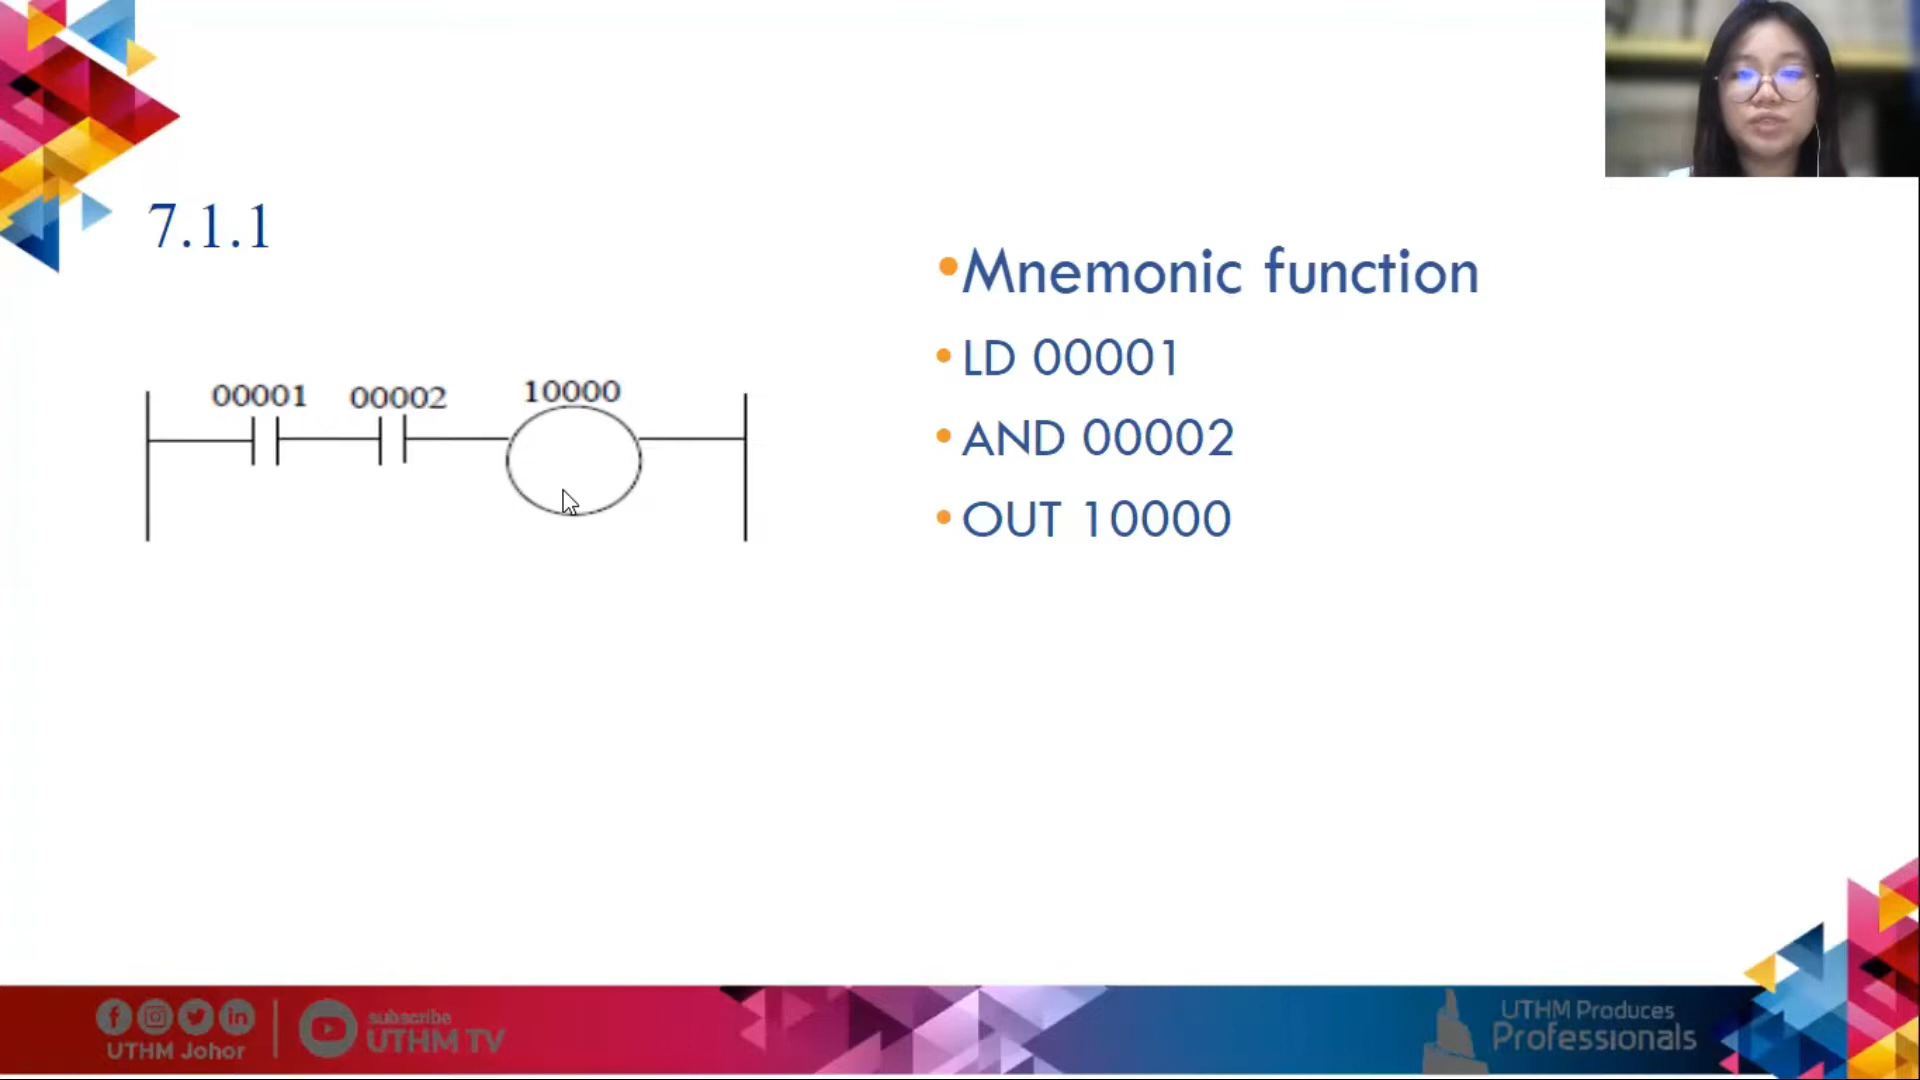 7.1.1
00001 00002 10000
•Mnemonic function
• LD 00001
• AND 00002
• OUT 10000
UTHM Johor
subscribe
UTHM TV
UTHM Produces
Professionals